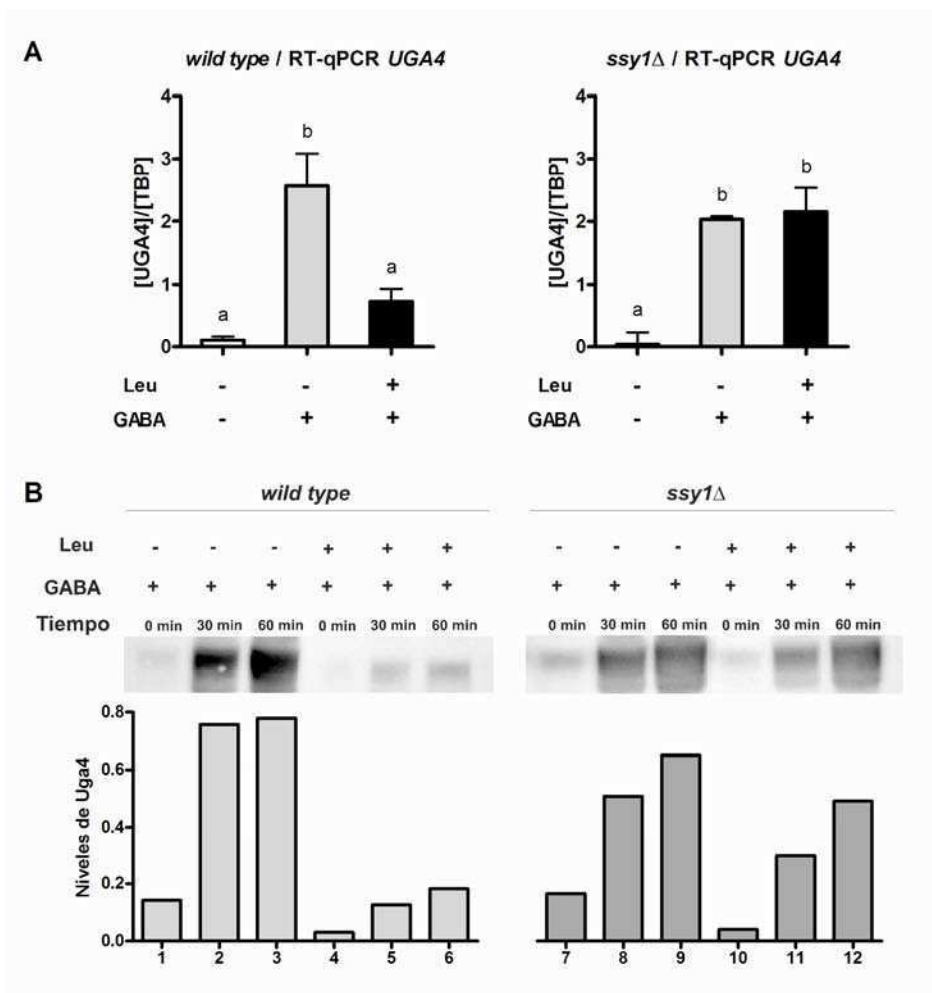 A
wild type / RT-qPCR UGA4
[UGA4]/[TBP]
4
3
2
1
0
a
b
a
Leu - - +
GABA - + +
ssy1Δ / RT-qPCR UGA4
[UGA4]/[TBP]
4
3
2
1
0
a
b
b
Leu - - +
GABA - + +
B
wild type
ssy1Δ
Leu - - - + + + - - - + + +
GABA + + + + + + + + + + + +
Tiempo 0 min 30 min 60 min 0 min 30 min 60 min 0 min 30 min 60 min 0 min 30 min 60 min
Niveles de Uga4
0.8
0.6
0.4
0.2
0.0
1 2 3 4 5 6 7 8 9 10 11 12